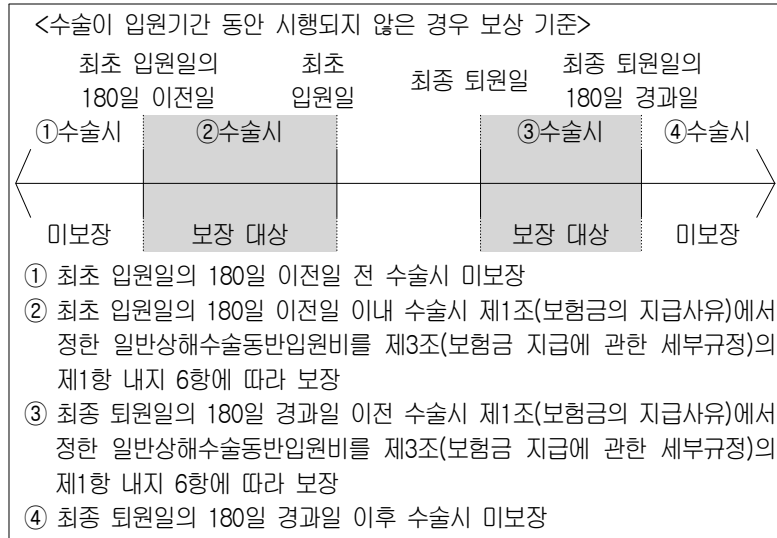 <수술이 입원기간 동안 시행되지 않은 경우 보상 기준>
최초 입원일의 최초 최종 퇴원일 최종 퇴원일의
180일 이전일 입원일 180일 경과일
①수술시 ②수술시 ③수술시 ④수술시
미보장 보장 대상 보장 대상 미보장
① 최초 입원일의 180일 이전일 전 수술시 미보장
② 최초 입원일의 180일 이전일 이내 수술시 제1조(보험금의 지급사유)에서
정한 일반상해수술동반입원비를 제3조(보험금 지급에 관한 세부규정)의
제1항 내지 6항에 따라 보장
③ 최종 퇴원일의 180일 경과일 이전 수술시 제1조(보험금의 지급사유)에서
정한 일반상해수술동반입원비를 제3조(보험금 지급에 관한 세부규정)의
제1항 내지 6항에 따라 보장
④ 최종 퇴원일의 180일 경과일 이후 수술시 미보장